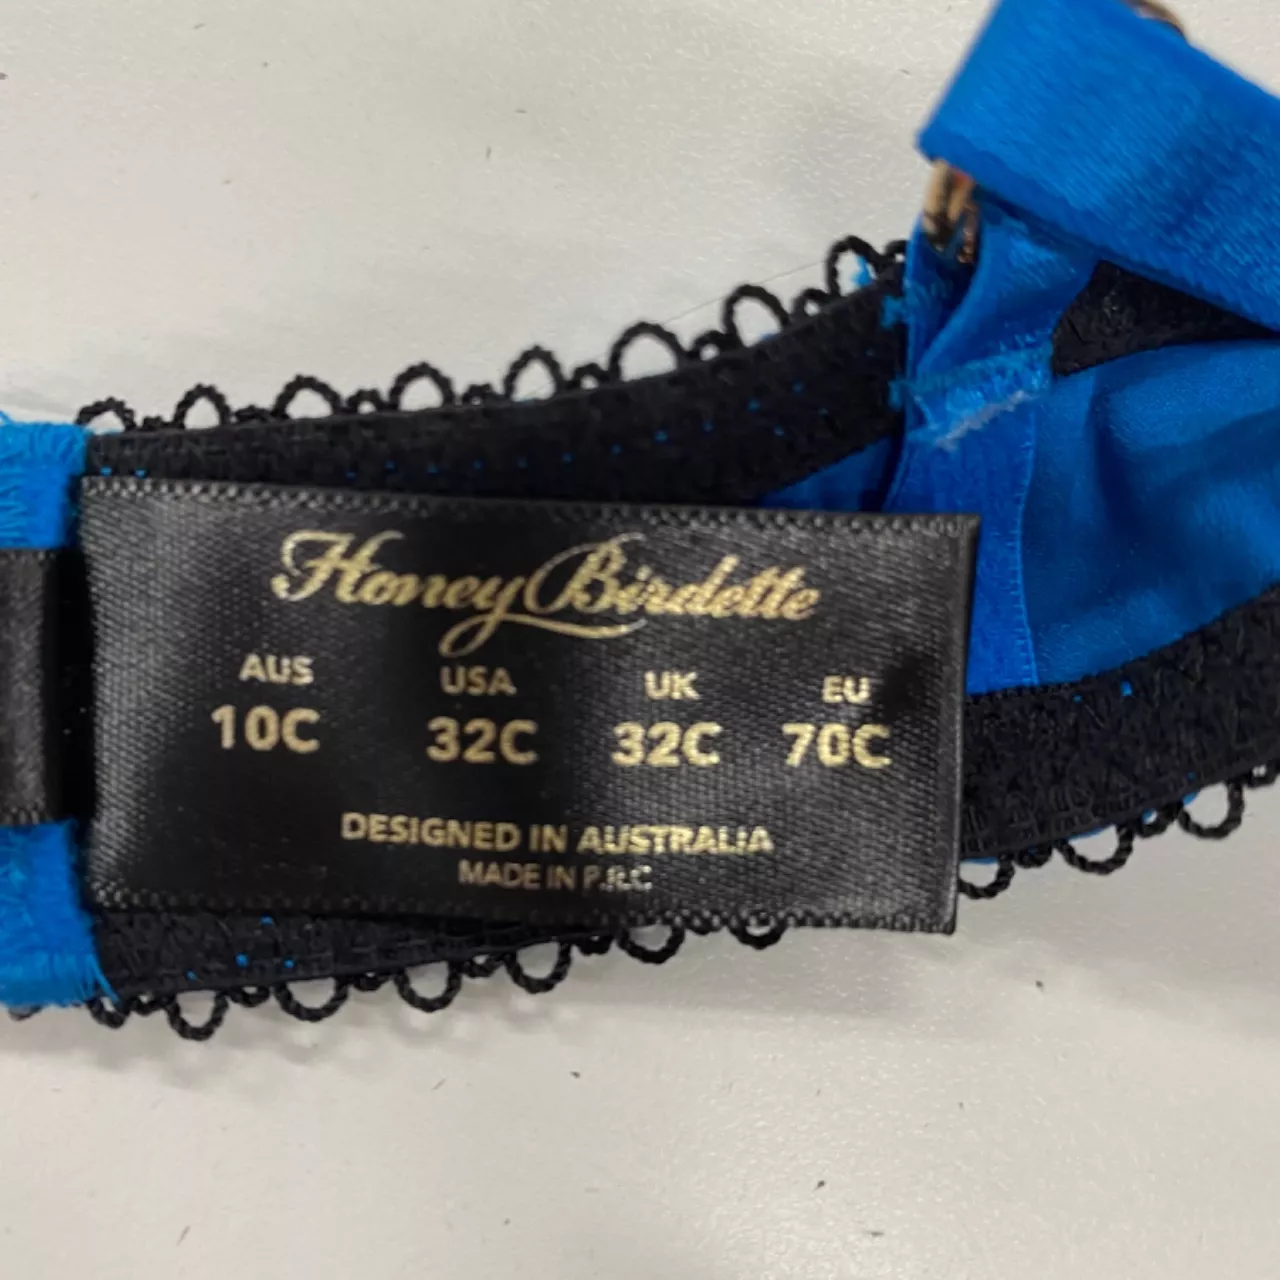 Honey Birdette
AUS USA UK EU
10C 32C 32C 70C
DESIGNED IN AUSTRALIA
MADE IN P.R.C